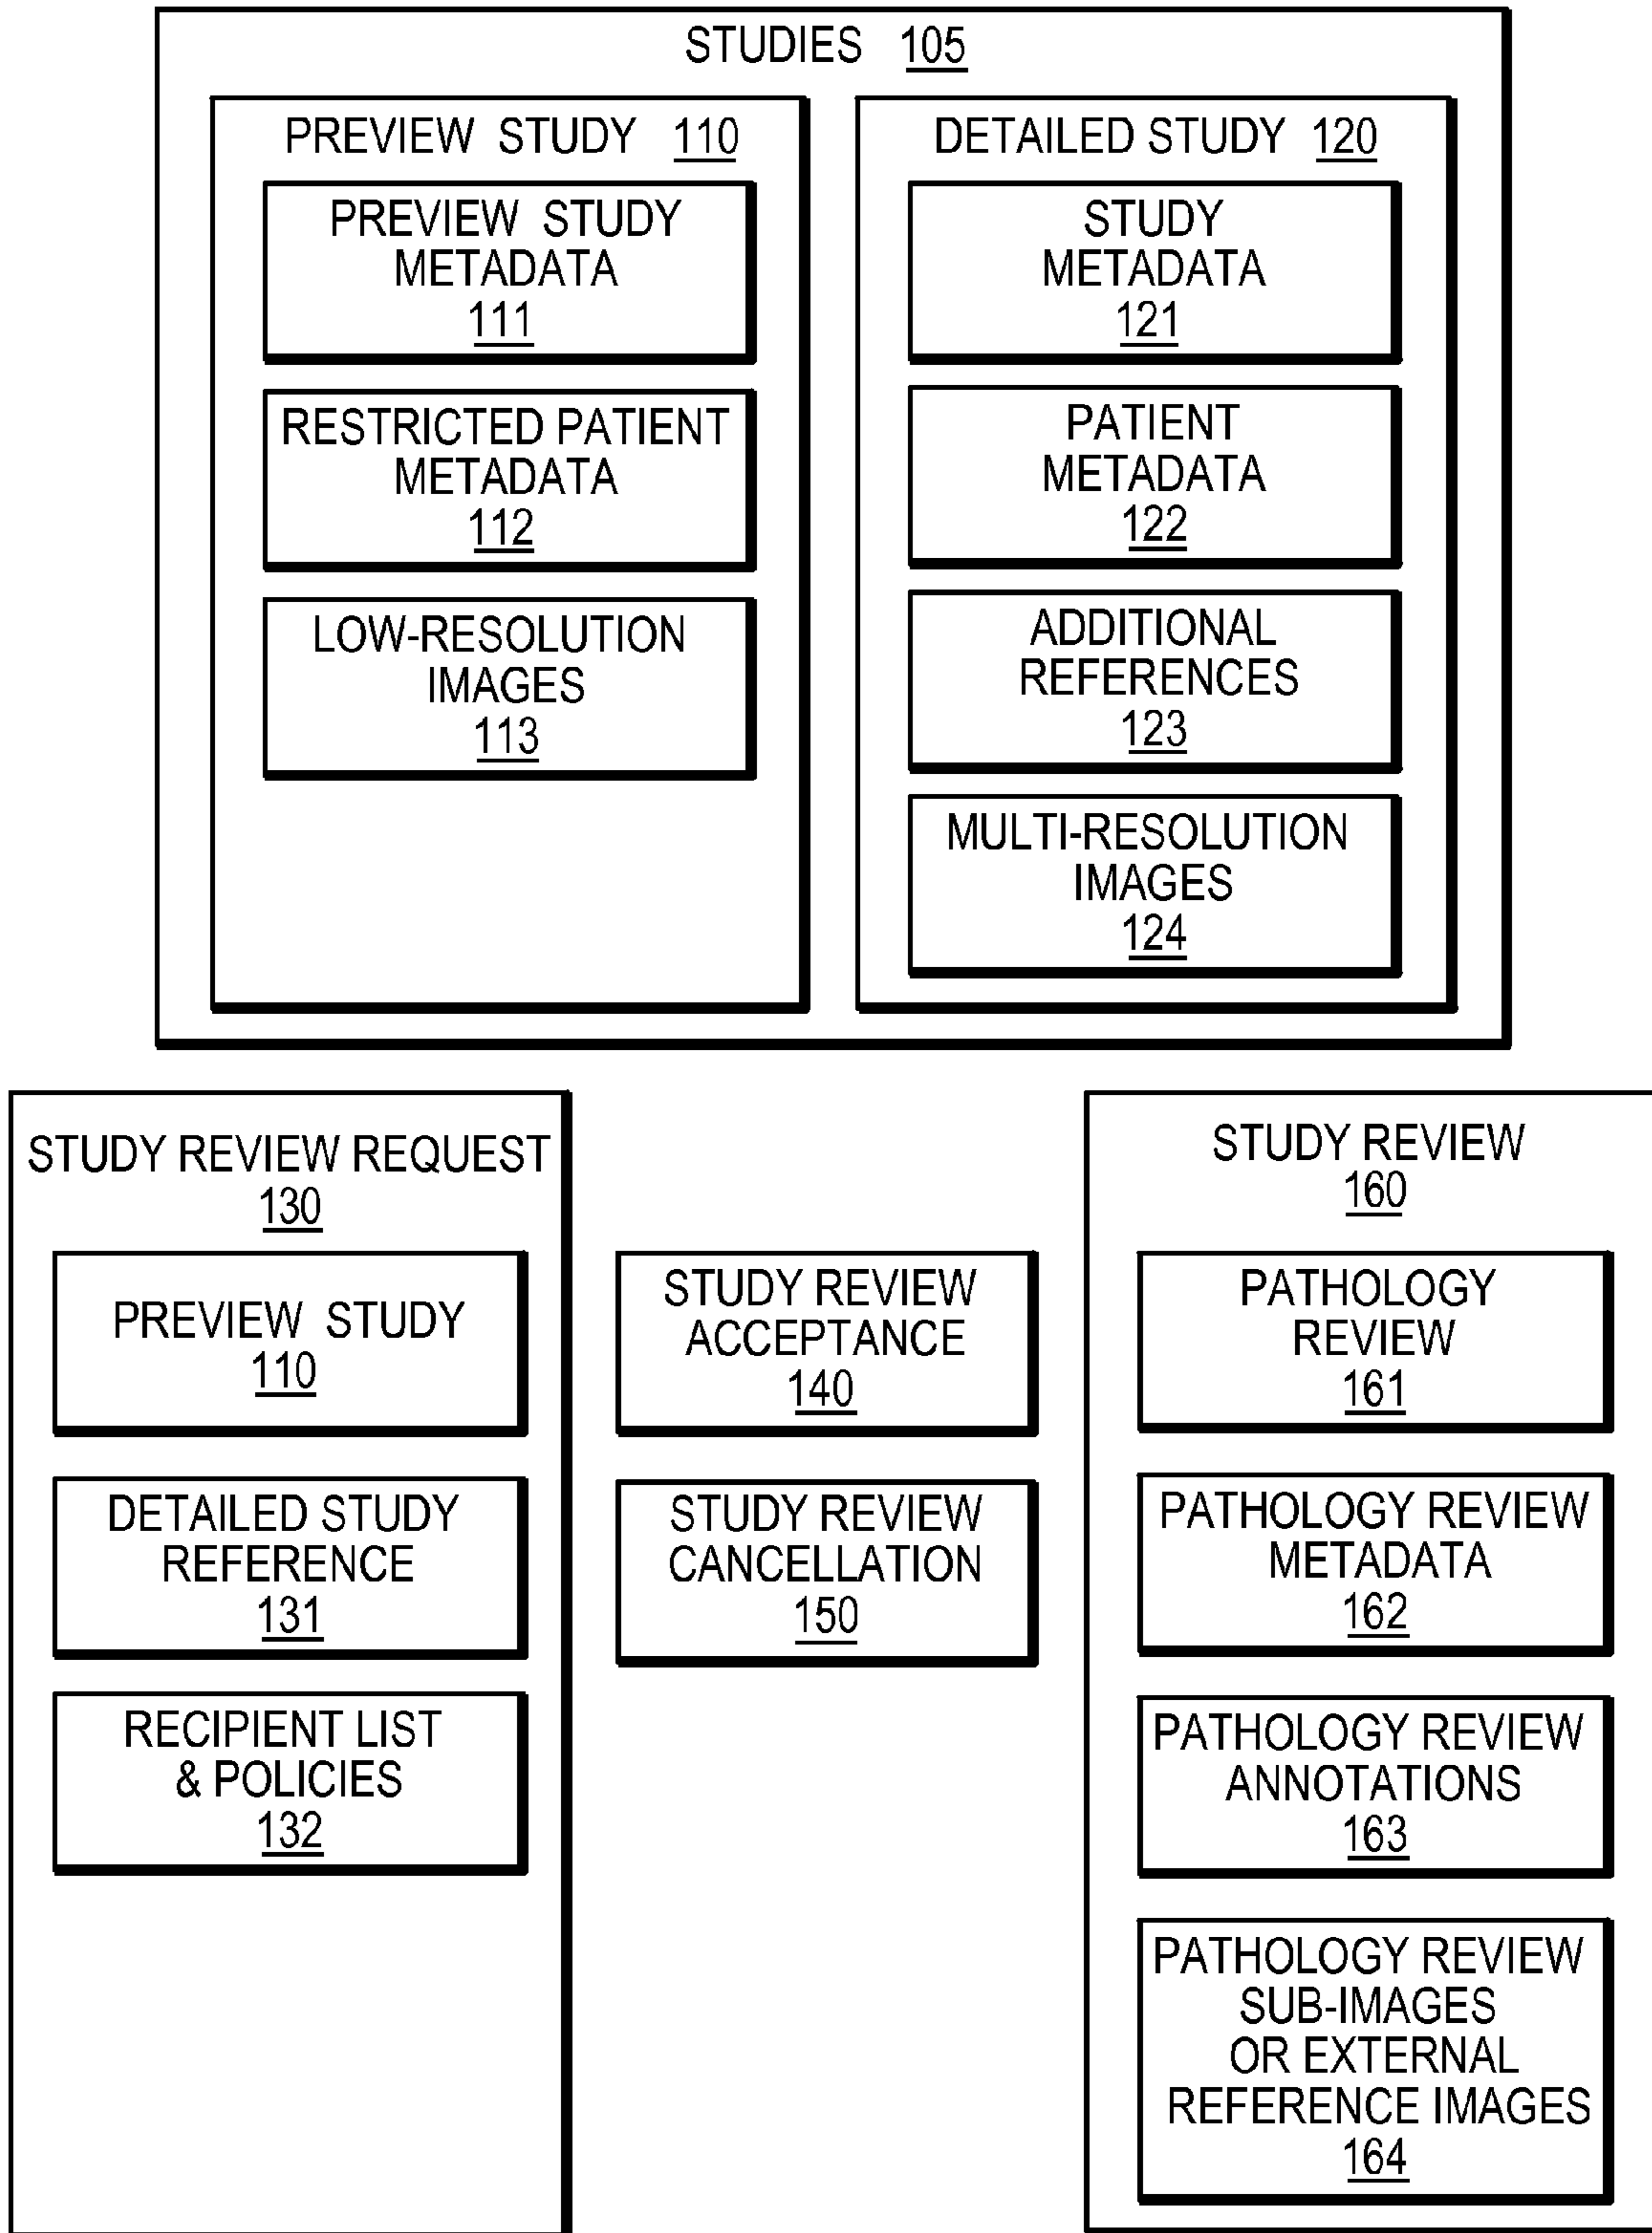 STUDIES 105
PREVIEW STUDY 110
PREVIEW STUDY
METADATA
111
RESTRICTED PATIENT
METADATA
112
LOW-RESOLUTION
IMAGES
113
DETAILED STUDY 120
STUDY
METADATA
121
PATIENT
METADATA
122
ADDITIONAL
REFERENCES
123
MULTI-RESOLUTION
IMAGES
124
STUDY REVIEW REQUEST
130
PREVIEW STUDY
110
DETAILED STUDY
REFERENCE
131
RECIPIENT LIST
& POLICIES
132
STUDY REVIEW
ACCEPTANCE
140
STUDY REVIEW
CANCELLATION
150
STUDY REVIEW
160
PATHOLOGY
REVIEW
161
PATHOLOGY REVIEW
METADATA
162
PATHOLOGY REVIEW
ANNOTATIONS
163
PATHOLOGY REVIEW
SUB-IMAGES
OR EXTERNAL
REFERENCE IMAGES
164